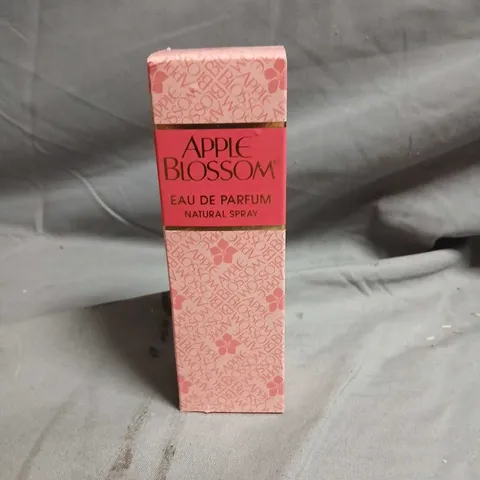 APPLE
BLOSSOM
EAU DE PARFUM
NATURAL SPRAY